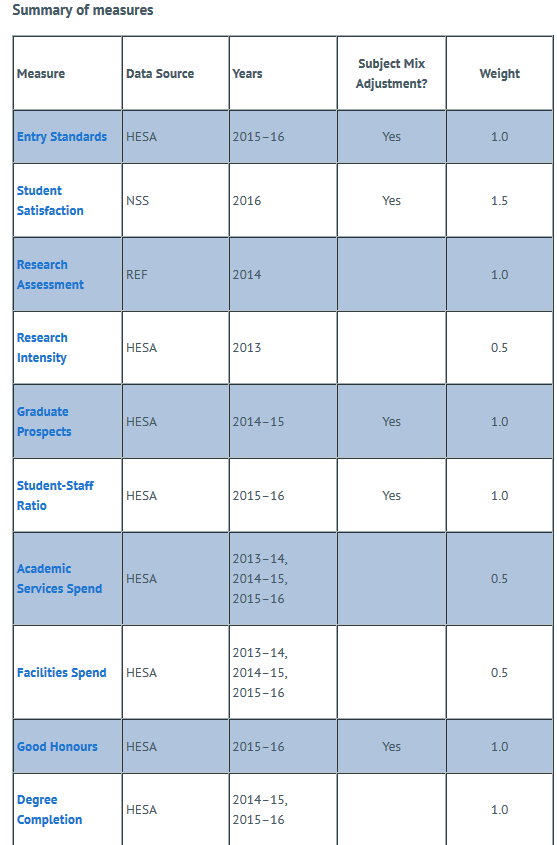 Summary of measures
Measure Data Source Years Subject Mix Adjustment? Weight
Entry Standards HESA 2015–16 Yes 1.0
Student Satisfaction NSS 2016 Yes 1.5
Research Assessment REF 2014 1.0
Research Intensity HESA 2013 0.5
Graduate Prospects HESA 2014–15 Yes 1.0
Student-Staff Ratio HESA 2015–16 Yes 1.0
Academic Services Spend HESA 2013–14, 2014–15, 2015–16 0.5
Facilities Spend HESA 2013–14, 2014–15, 2015–16 0.5
Good Honours HESA 2015–16 Yes 1.0
Degree Completion HESA 2014–15, 2015–16 1.0